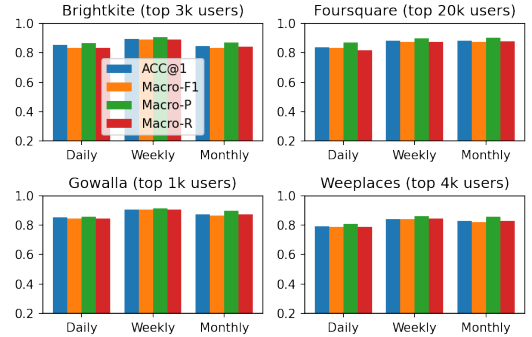 Brightkite (top 3k users)
1.0
0.8
0.6
0.4
0.2
ACC@1
Macro-F1
Macro-P
Macro-R
Daily Weekly Monthly
Foursquare (top 20k users)
1.0
0.8
0.6
0.4
0.2
Daily Weekly Monthly
Gowalla (top 1k users)
1.0
0.8
0.6
0.4
0.2
Daily Weekly Monthly
Weeplaces (top 4k users)
1.0
0.8
0.6
0.4
0.2
Daily Weekly Monthly